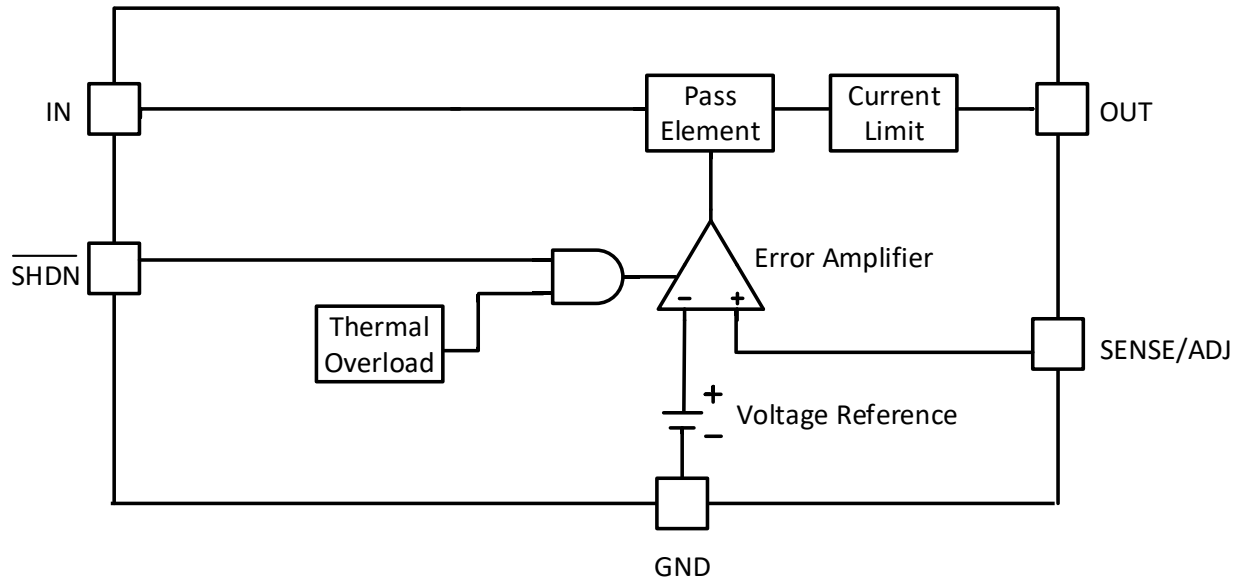 IN
Pass
Element
Current
Limit
OUT
SHDN
Error Amplifier
- +
Thermal
Overload
SENSE/ADJ
+
Voltage Reference
−
GND